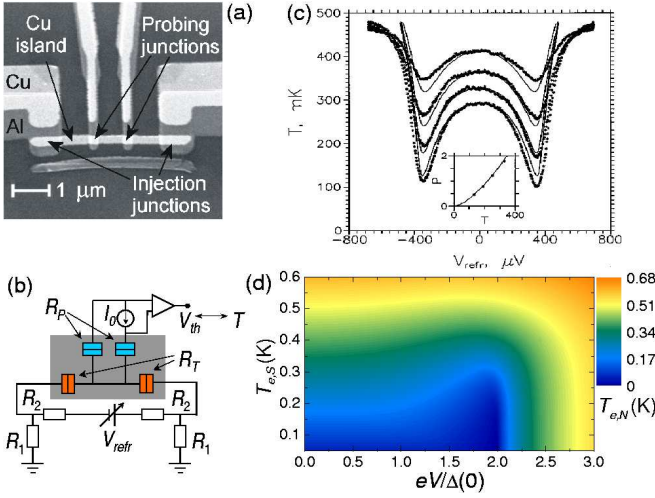 (a)
Cu
island
Probing
junctions
Cu
Al
1 μm
Injection
junctions
(c)
500
400
300
200
100
0
T, mK
-800
-400
0
400
800
V_refr, μV
2
1
0
P
0
200
400
T
(b)
R_P
I_0
V_th
T
R_T
R_2
R_2
R_1
V_refr
R_1
(d)
0.6
0.5
0.4
0.3
0.2
0.1
T_e,S(K)
0.0
0.5
1.0
1.5
2.0
2.5
3.0
eV/Δ(0)
0.68
0.51
0.34
0.17
0
T_e,N(K)